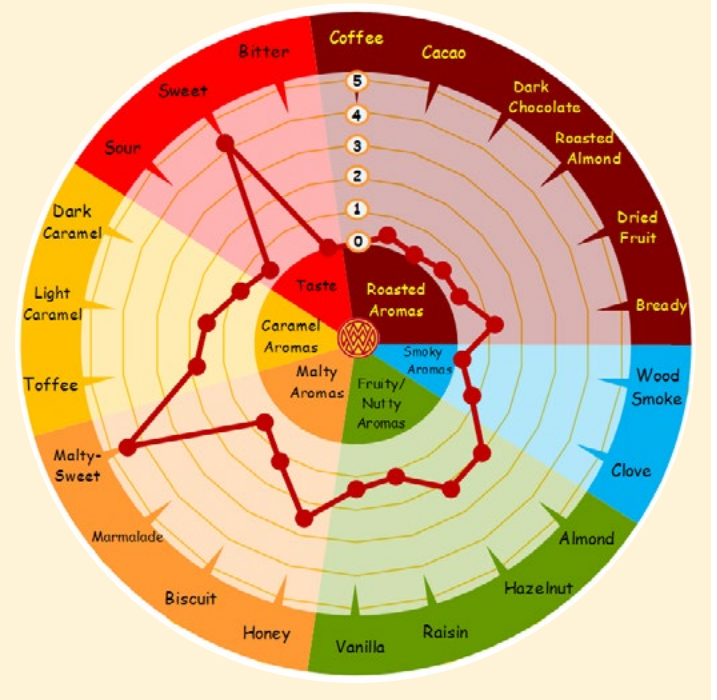 Coffee
Cacao
Dark
Chocolate
Roasted
Almond
Dried
Fruit
Bready
Wood
Smoke
Clove
Almond
Hazelnut
Raisin
Vanilla
Honey
Biscuit
Marmalade
Malty-
Sweet
Toffee
Light
Caramel
Dark
Caramel
Sour
Sweet
Bitter
5
4
3
2
1
0
Taste
Roasted
Aromas
Smoky
Aromas
Fruity/
Nutty
Aromas
Malty
Aromas
Caramel
Aromas